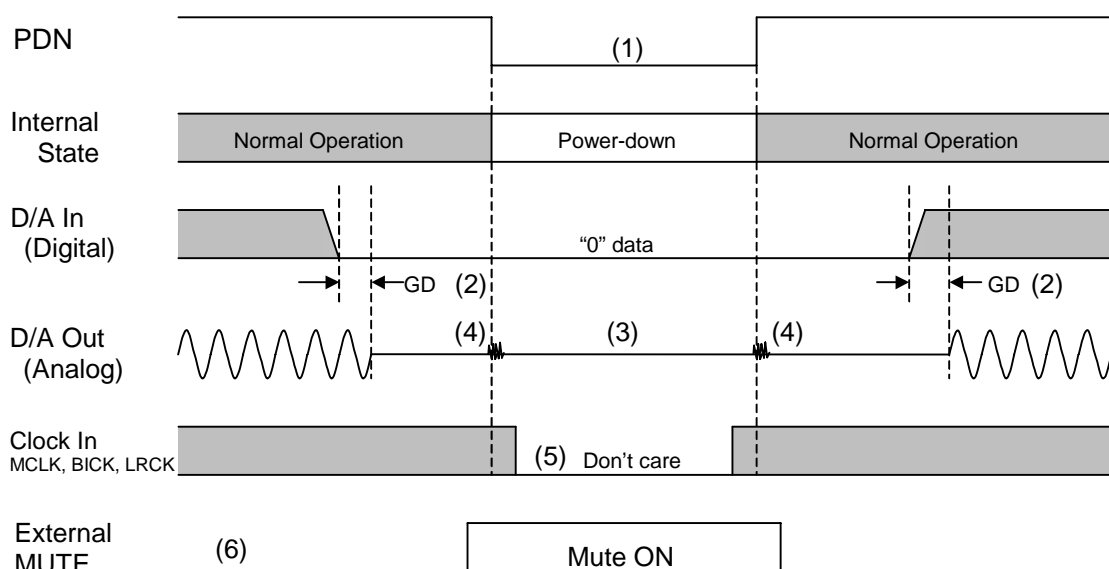 PDN
(1)
Internal
State
Normal Operation
Power-down
Normal Operation
D/A In
(Digital)
“0” data
GD (2)
GD (2)
D/A Out
(Analog)
(4)
(3)
(4)
Clock In
MCLK, BICK, LRCK
(5) Don’t care
External
MUTE
(6)
Mute ON